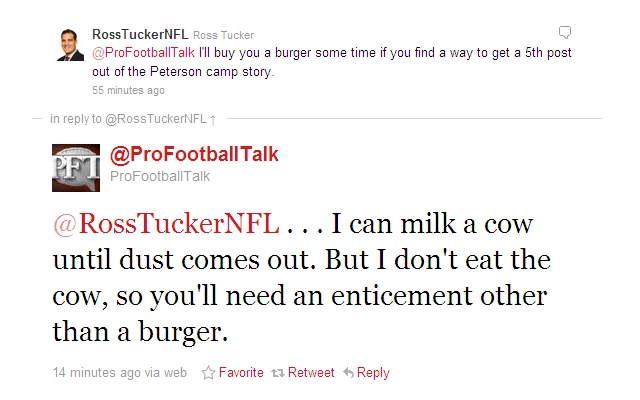 RossTuckerNFL Ross Tucker
@ProFootballTalk I'll buy you a burger some time if you find a way to get a 5th post
out of the Peterson camp story.
55 minutes ago
in reply to @RossTuckerNFL ↑
PFT
@ProFootballTalk
ProFootballTalk
@RossTuckerNFL . . . I can milk a cow
until dust comes out. But I don't eat the
cow, so you'll need an enticement other
than a burger.
14 minutes ago via web Favorite Retweet Reply